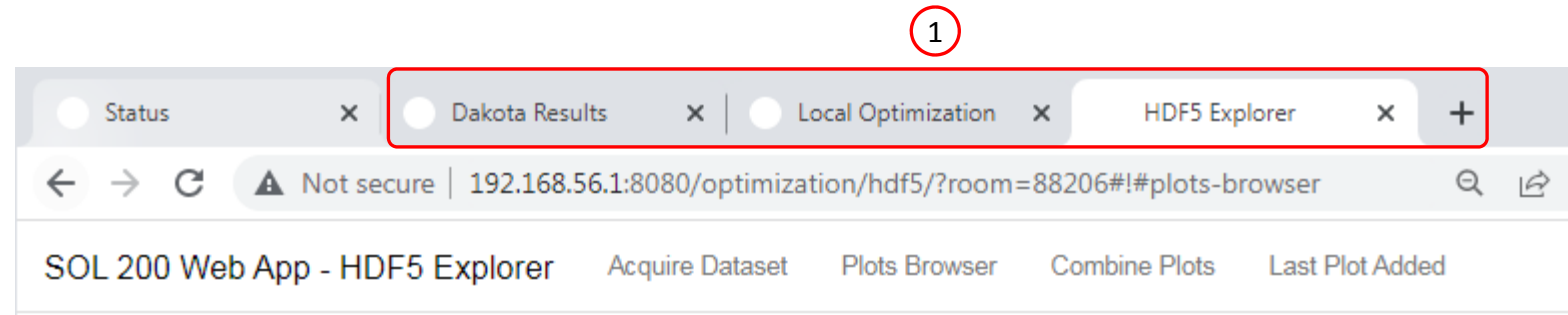 1
Status Dakota Results Local Optimization HDF5 Explorer
Not secure 192.168.56.1:8080/optimization/hdf5/?room=88206#!#plots-browser
SOL 200 Web App - HDF5 Explorer Acquire Dataset Plots Browser Combine Plots Last Plot Added